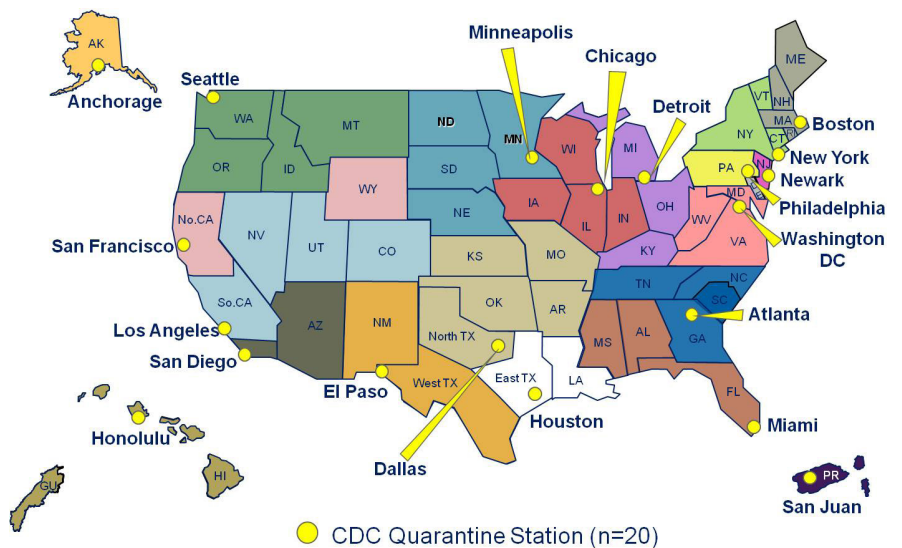 Minneapolis
Chicago
AK
Anchorage
Seattle
Detroit
ME
VT
NH
WA
MT
ND
MN
NY
MA
RI
Boston
CT
WI
MI
OR
ID
SD
New York
PA
NJ
Newark
WY
IA
MD
Philadelphia
No.CA
NE
IL
IN
OH
WV
San Francisco
NV
UT
CO
VA
Washington
DC
KS
MO
KY
NC
So.CA
TN
Los Angeles
AZ
NM
OK
AR
SC
Atlanta
North TX
MS
AL
GA
San Diego
El Paso
West TX
East TX
LA
FL
Houston
Miami
Honolulu
Dallas
HI
GU
PR
San Juan
CDC Quarantine Station (n=20)